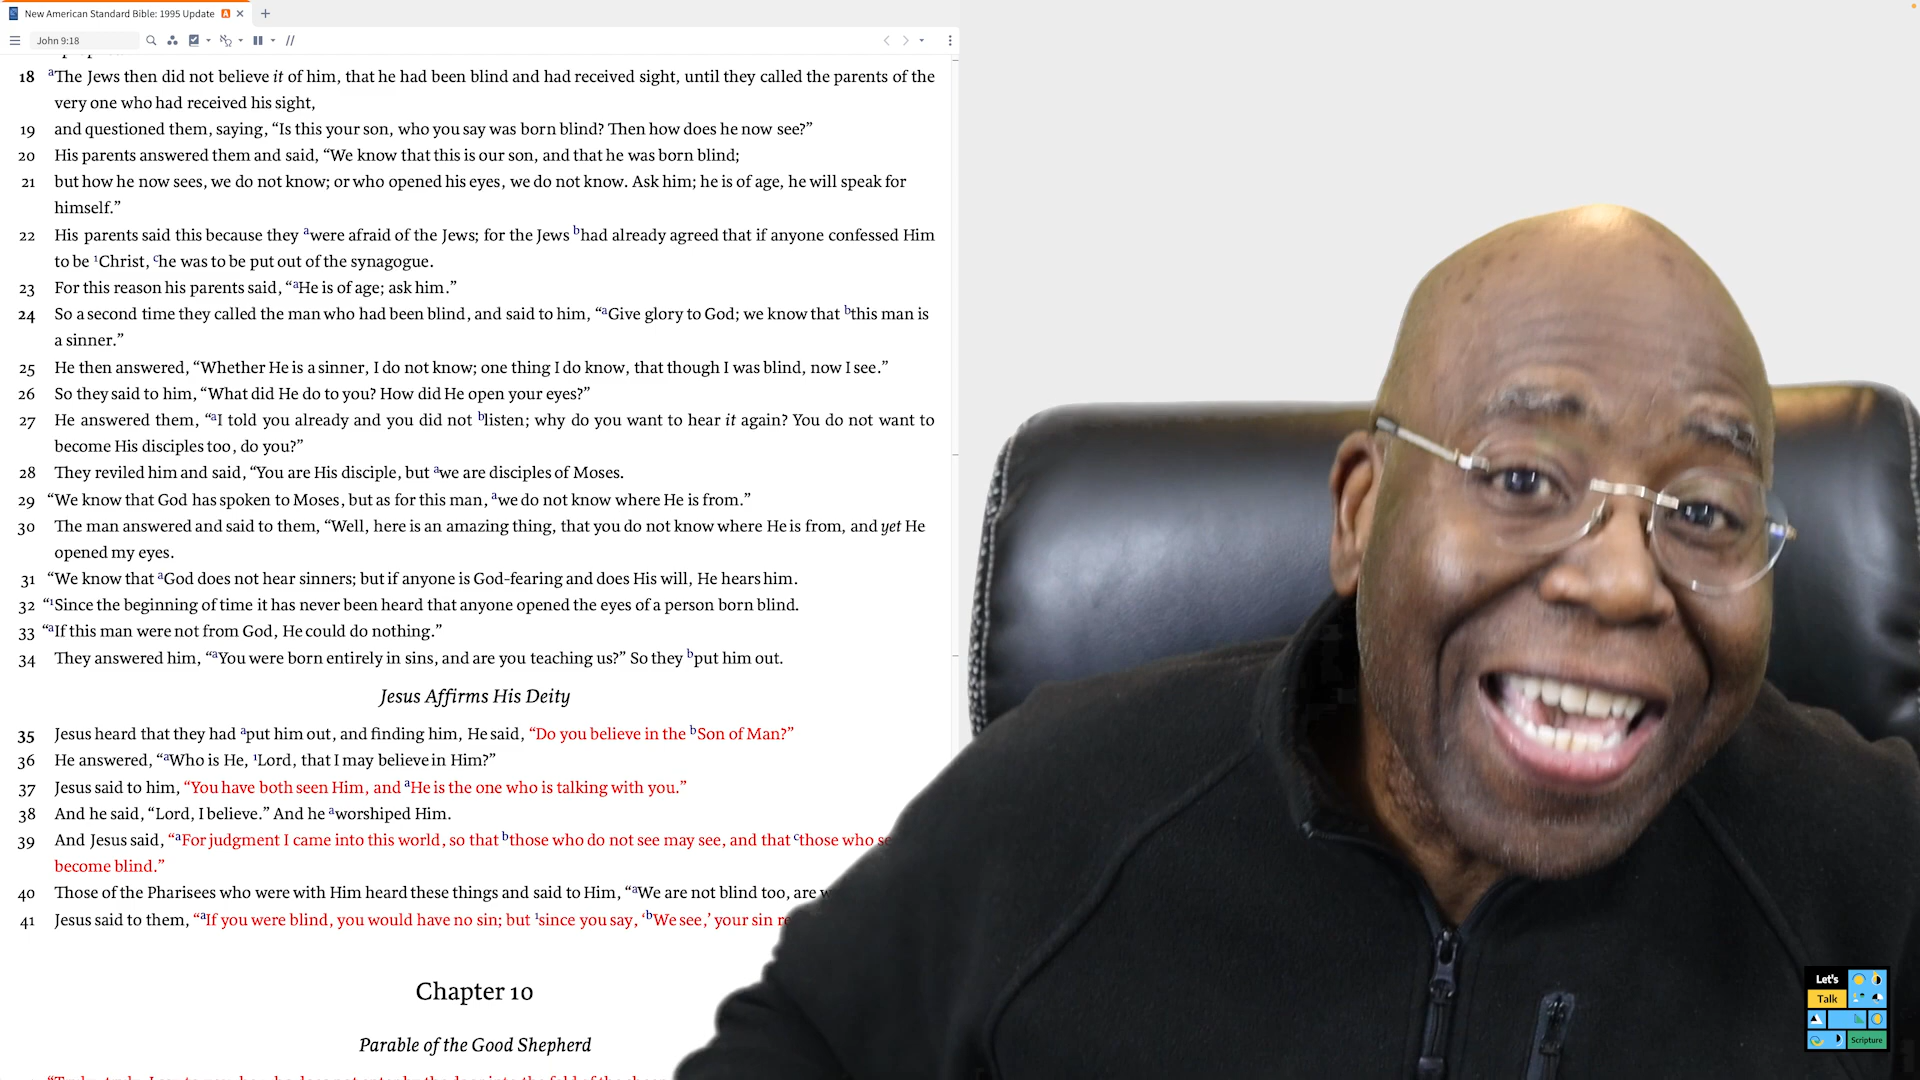 New American Standard Bible: 1995 Update A
John 9:18
18 aThe Jews then did not believe it of him, that he had been blind and had received sight, until they called the parents of the
very one who had received his sight,
19 and questioned them, saying, “Is this your son, who you say was born blind? Then how does he now see?”
20 His parents answered them and said, “We know that this is our son, and that he was born blind;
21 but how he now sees, we do not know; or who opened his eyes, we do not know. Ask him; he is of age, he will speak for
himself.”
22 His parents said this because they awere afraid of the Jews; for the Jews bhad already agreed that if anyone confessed Him
to be 1Christ, che was to be put out of the synagogue.
23 For this reason his parents said, “aHe is of age; ask him.”
24 So a second time they called the man who had been blind, and said to him, “aGive glory to God; we know that bthis man is
a sinner.”
25 He then answered, “Whether He is a sinner, I do not know; one thing I do know, that though I was blind, now I see.”
26 So they said to him, “What did He do to you? How did He open your eyes?”
27 He answered them, “aI told you already and you did not blisten; why do you want to hear it again? You do not want to
become His disciples too, do you?”
28 They reviled him and said, “You are His disciple, but awe are disciples of Moses.
29 “We know that God has spoken to Moses, but as for this man, awe do not know where He is from.”
30 The man answered and said to them, “Well, here is an amazing thing, that you do not know where He is from, and yet He
opened my eyes.
31 “We know that aGod does not hear sinners; but if anyone is God-fearing and does His will, He hears him.
32 “1Since the beginning of time it has never been heard that anyone opened the eyes of a person born blind.
33 “aIf this man were not from God, He could do nothing.”
34 They answered him, “aYou were born entirely in sins, and are you teaching us?” So they bput him out.
Jesus Affirms His Deity
35 Jesus heard that they had aput him out, and finding him, He said, “Do you believe in the bSon of Man?”
36 He answered, “aWho is He, 1Lord, that I may believe in Him?”
37 Jesus said to him, “You have both seen Him, and aHe is the one who is talking with you.”
38 And he said, “Lord, I believe.” And he aworshiped Him.
39 And Jesus said, “aFor judgment I came into this world, so that bthose who do not see may see, and that cthose who
become blind.”
40 Those of the Pharisees who were with Him heard these things and said to Him, “aWe are not blind too, are
41 Jesus said to them, “aIf you were blind, you would have no sin; but 1since you say, ‘bWe see,’ your sin
Chapter 10
Parable of the Good Shepherd
Let's
Talk
Scripture